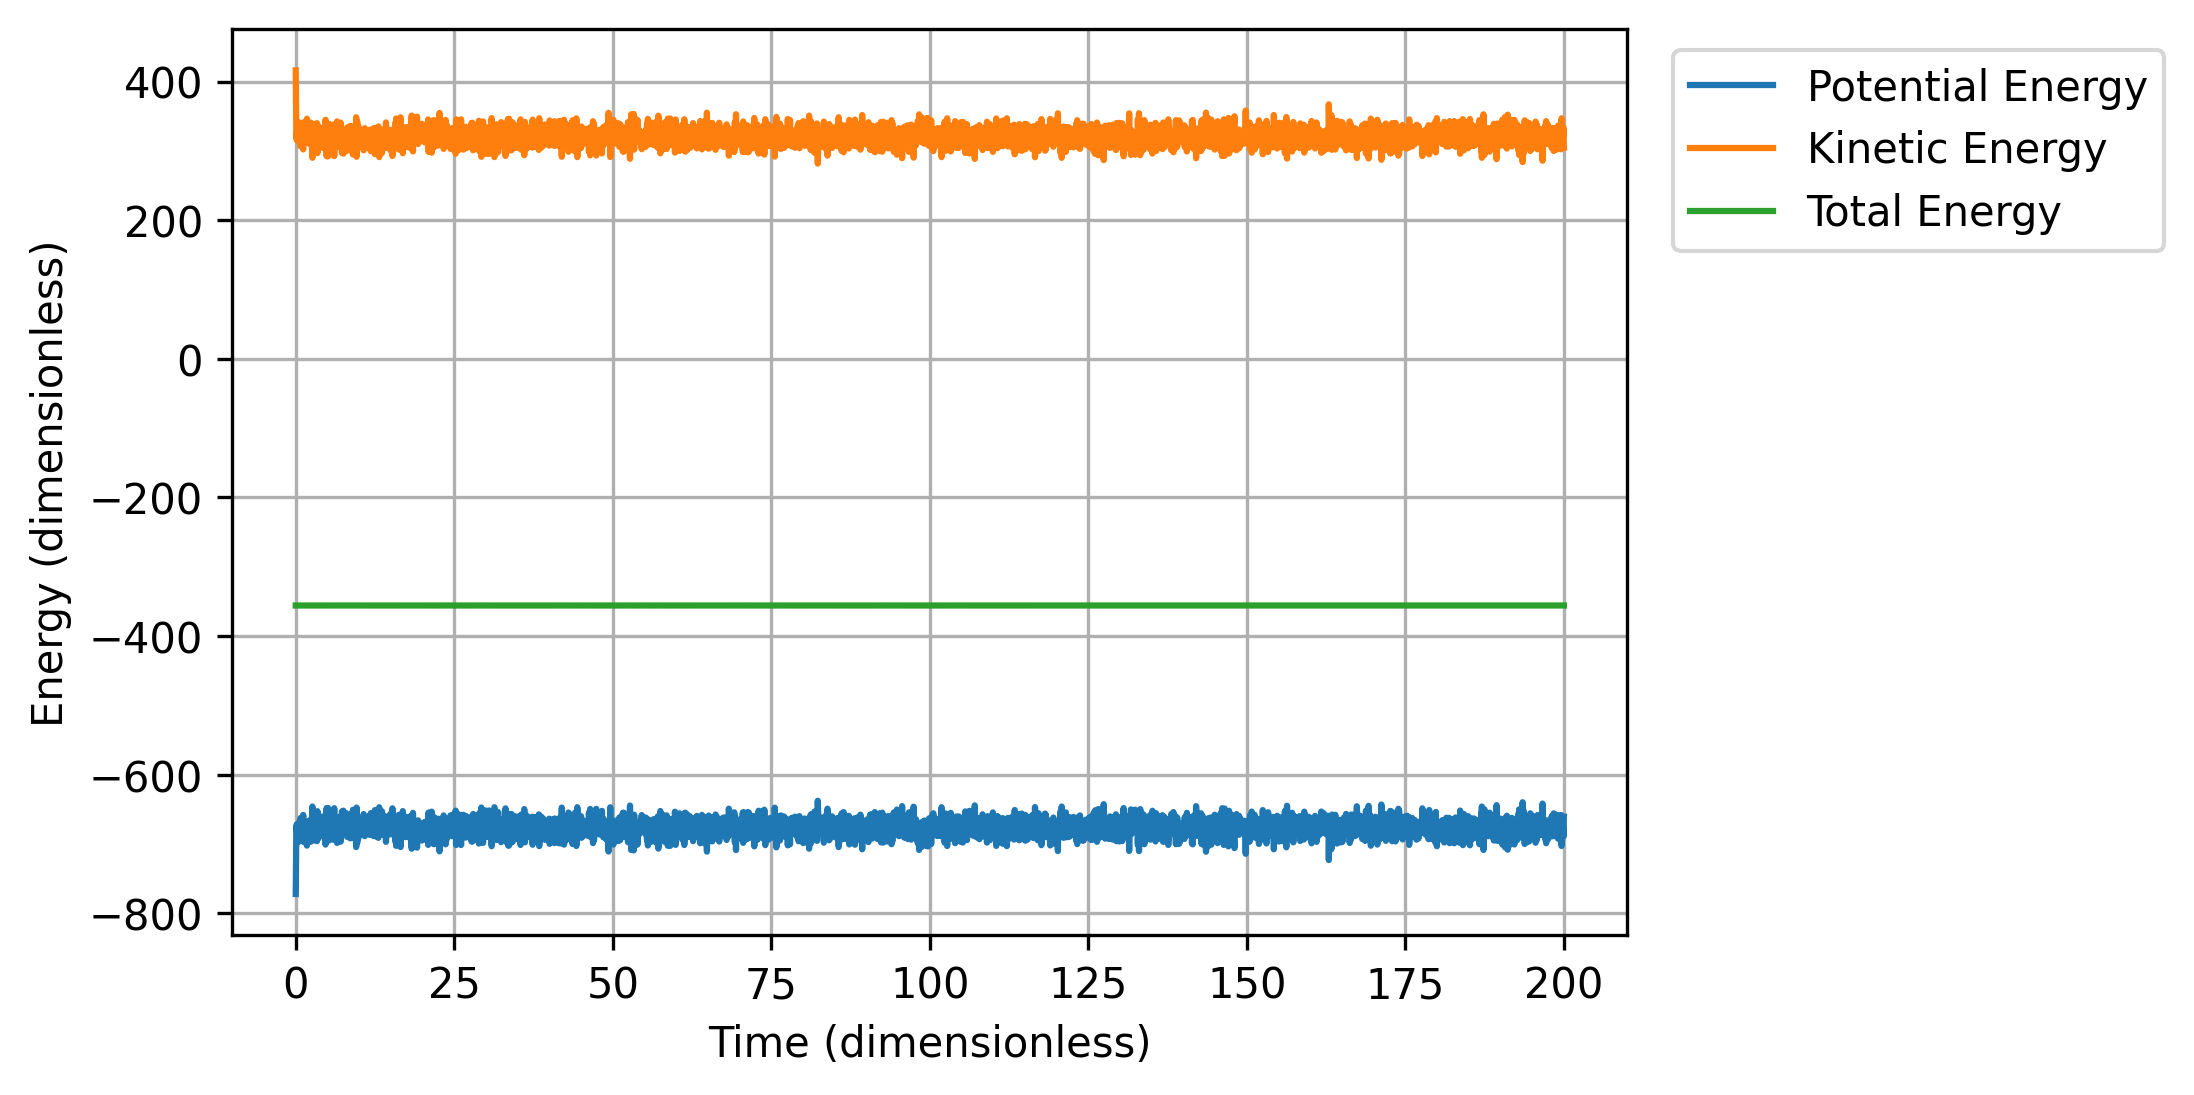 Potential Energy
Kinetic Energy
Total Energy
Energy (dimensionless)
400
200
0
−200
−400
−600
−800
0 25 50 75 100 125 150 175 200
Time (dimensionless)